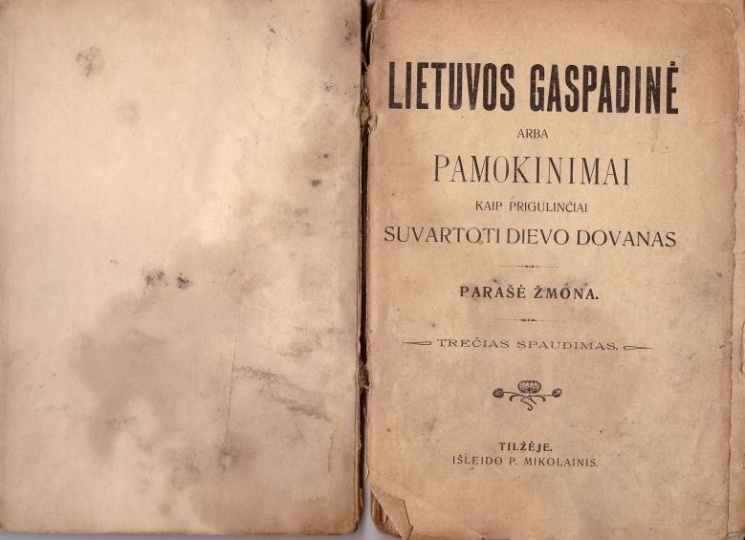 LIETUVOS GASPADINĖ
ARBA
PAMOKINIMAI
KAIP PRIGULINČIAI
SUVARTOTI DIEVO DOVANAS
PARAŠĖ ŽMONA.
TREČIAS SPAUDIMAS.
TILŽĖJE.
IŠLEIDO P. MIKOLAINIS.